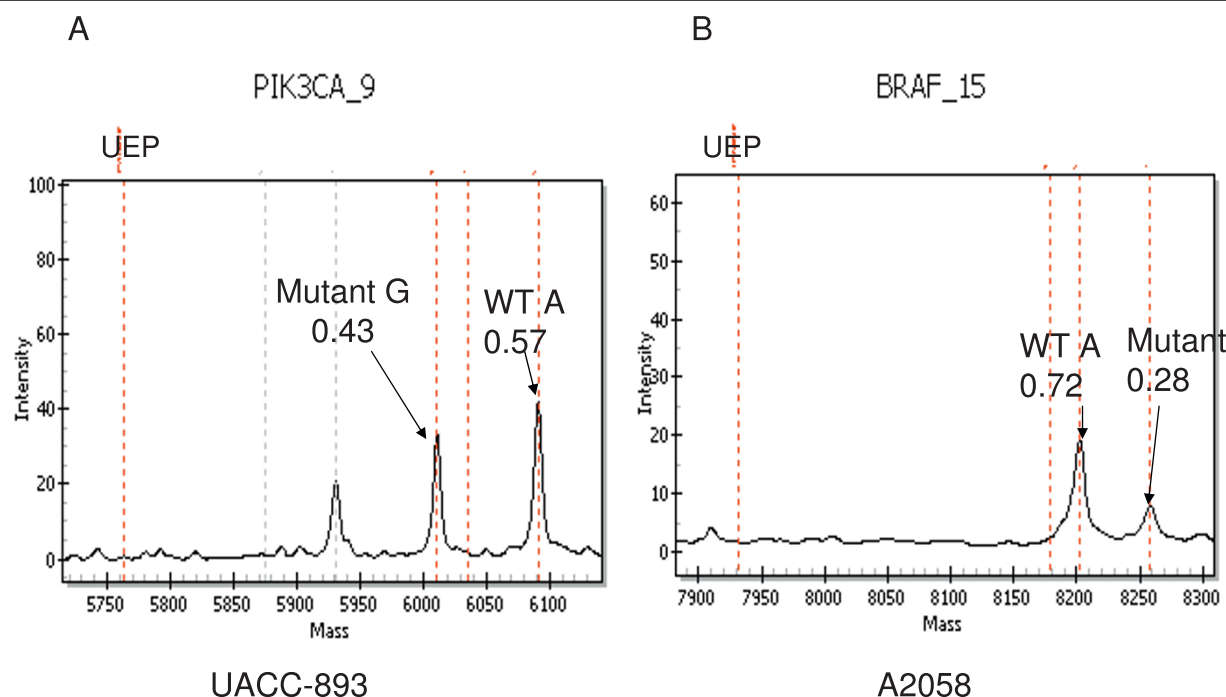 A
PIK3CA_9
UEP
100
80
60
40
20
0
Intensity
Mutant G
0.43
WT A
0.57
5750 5800 5850 5900 5950 6000 6050 6100
Mass
UACC-893
B
BRAF_15
UEP
60
50
40
30
20
10
0
Intensity
WT A
0.72
Mutant
0.28
7900 7950 8000 8050 8100 8150 8200 8250 8300
Mass
A2058